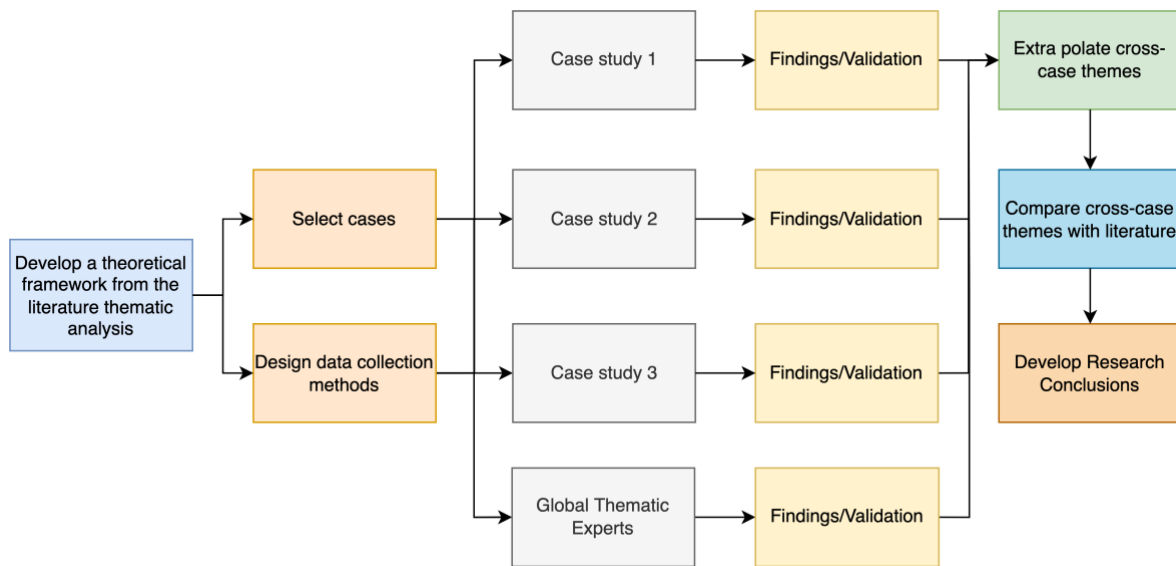 Develop a theoretical
framework from the
literature thematic
analysis
Select cases
Design data collection
methods
Case study 1
Case study 2
Case study 3
Global Thematic
Experts
Findings/Validation
Findings/Validation
Findings/Validation
Findings/Validation
Extra polate cross-
case themes
Compare cross-case
themes with literature
Develop Research
Conclusions